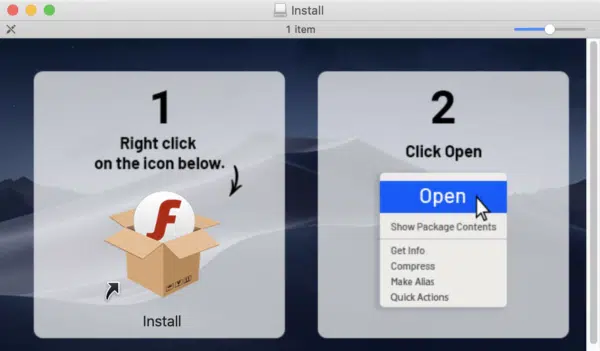 Install
1 item
1
Right click
on the icon below.
Install
2
Click Open
Open
Show Package Contents
Get Info
Compress
Make Alias
Quick Actions